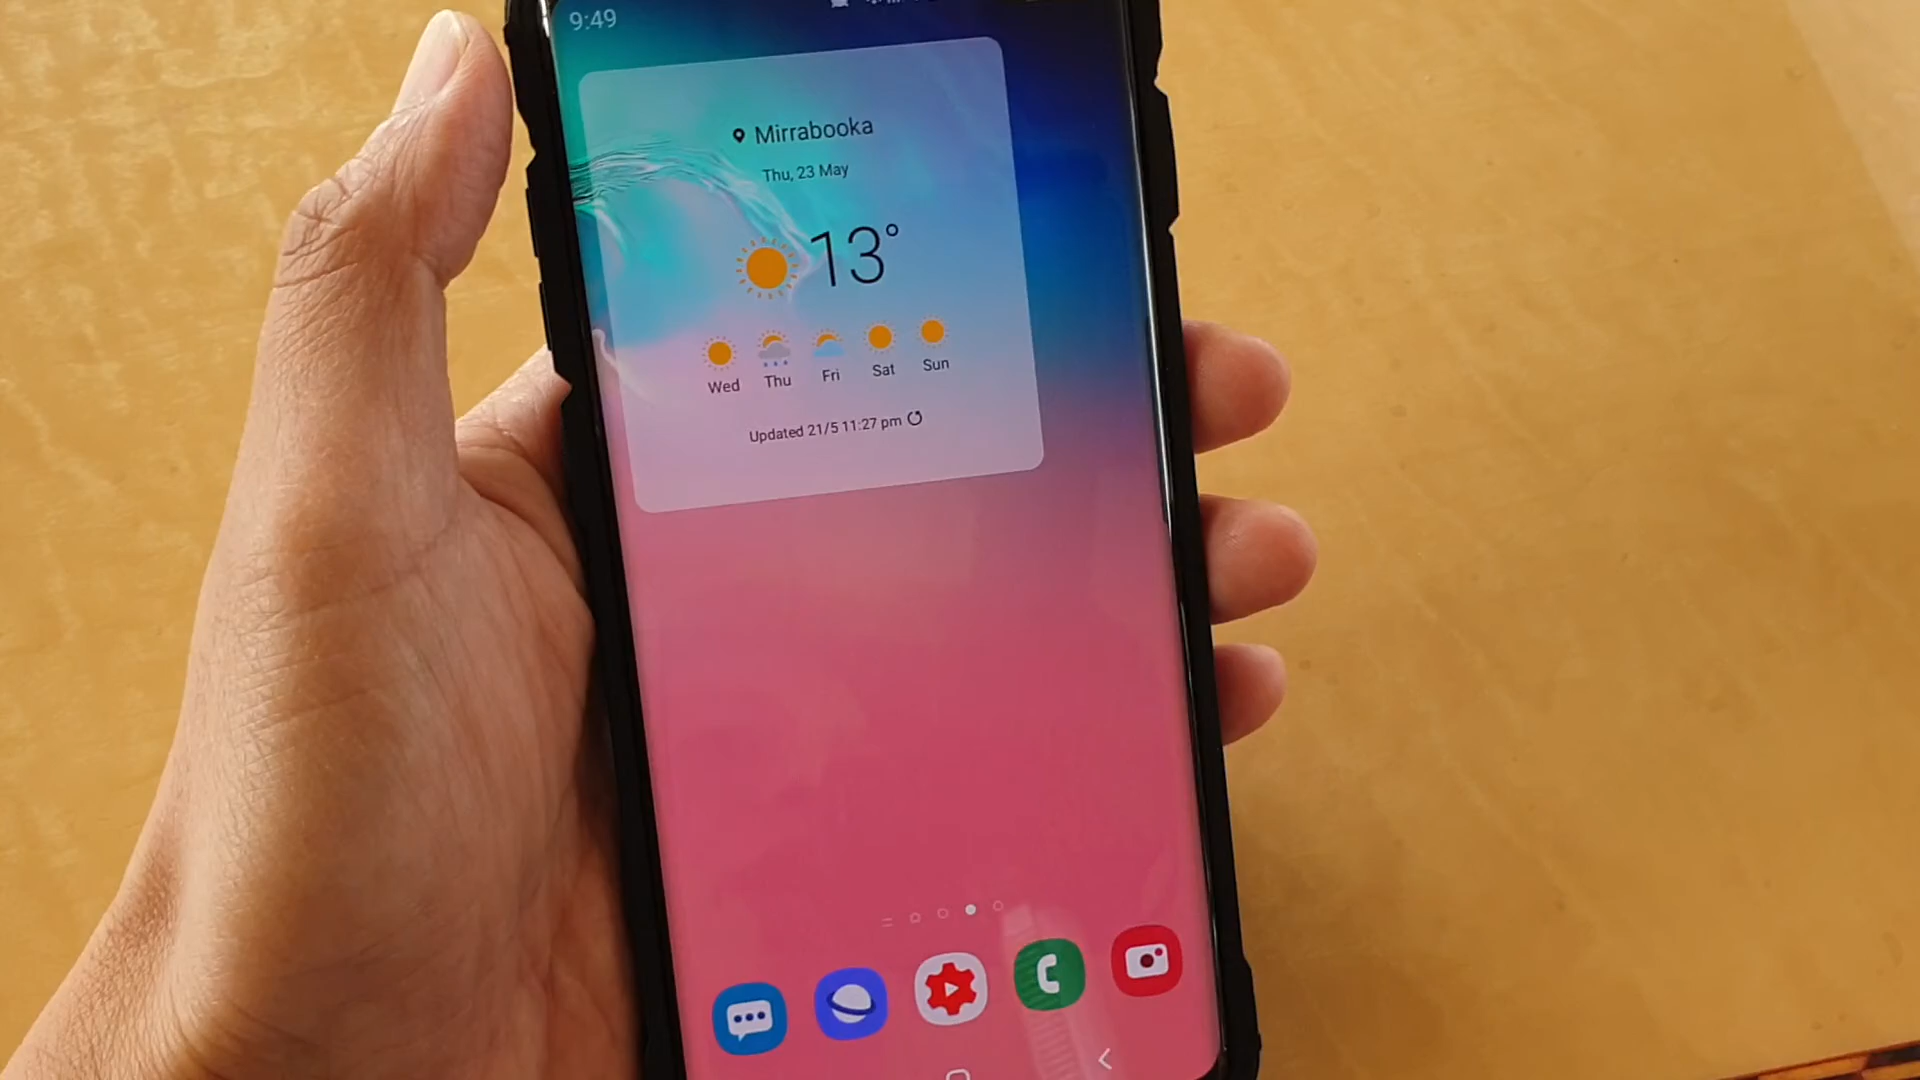 9:49
Mirrabooka
Thu, 23 May
13°
Wed Thu Fri Sat Sun
Updated 21/5 11:27 pm